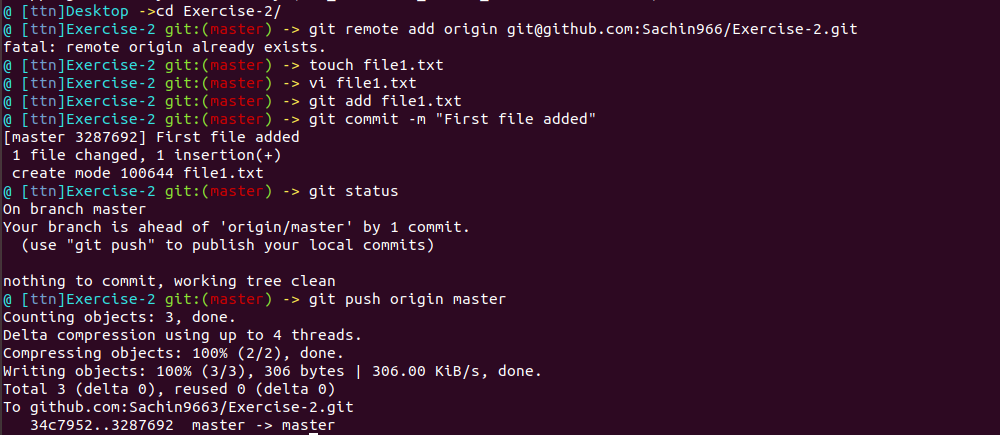 @ [ttn]Desktop ->cd Exercise-2/
@ [ttn]Exercise-2 git:(master) -> git remote add origin git@github.com:Sachin966/Exercise-2.git
fatal: remote origin already exists.
@ [ttn]Exercise-2 git:(master) -> touch file1.txt
@ [ttn]Exercise-2 git:(master) -> vi file1.txt
@ [ttn]Exercise-2 git:(master) -> git add file1.txt
@ [ttn]Exercise-2 git:(master) -> git commit -m "First file added"
[master 3287692] First file added
 1 file changed, 1 insertion(+)
 create mode 100644 file1.txt
@ [ttn]Exercise-2 git:(master) -> git status
On branch master
Your branch is ahead of 'origin/master' by 1 commit.
  (use "git push" to publish your local commits)

nothing to commit, working tree clean
@ [ttn]Exercise-2 git:(master) -> git push origin master
Counting objects: 3, done.
Delta compression using up to 4 threads.
Compressing objects: 100% (2/2), done.
Writing objects: 100% (3/3), 306 bytes | 306.00 KiB/s, done.
Total 3 (delta 0), reused 0 (delta 0)
To github.com:Sachin9663/Exercise-2.git
   34c7952..3287692  master -> master